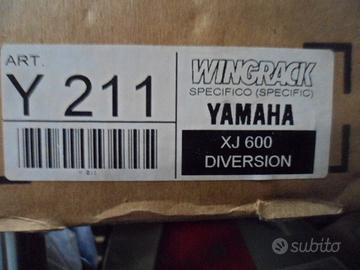 ART.
Y 211
WINGRACK
SPECIFICO (SPECIFIC)
YAMAHA
XJ 600
DIVERSION
subito